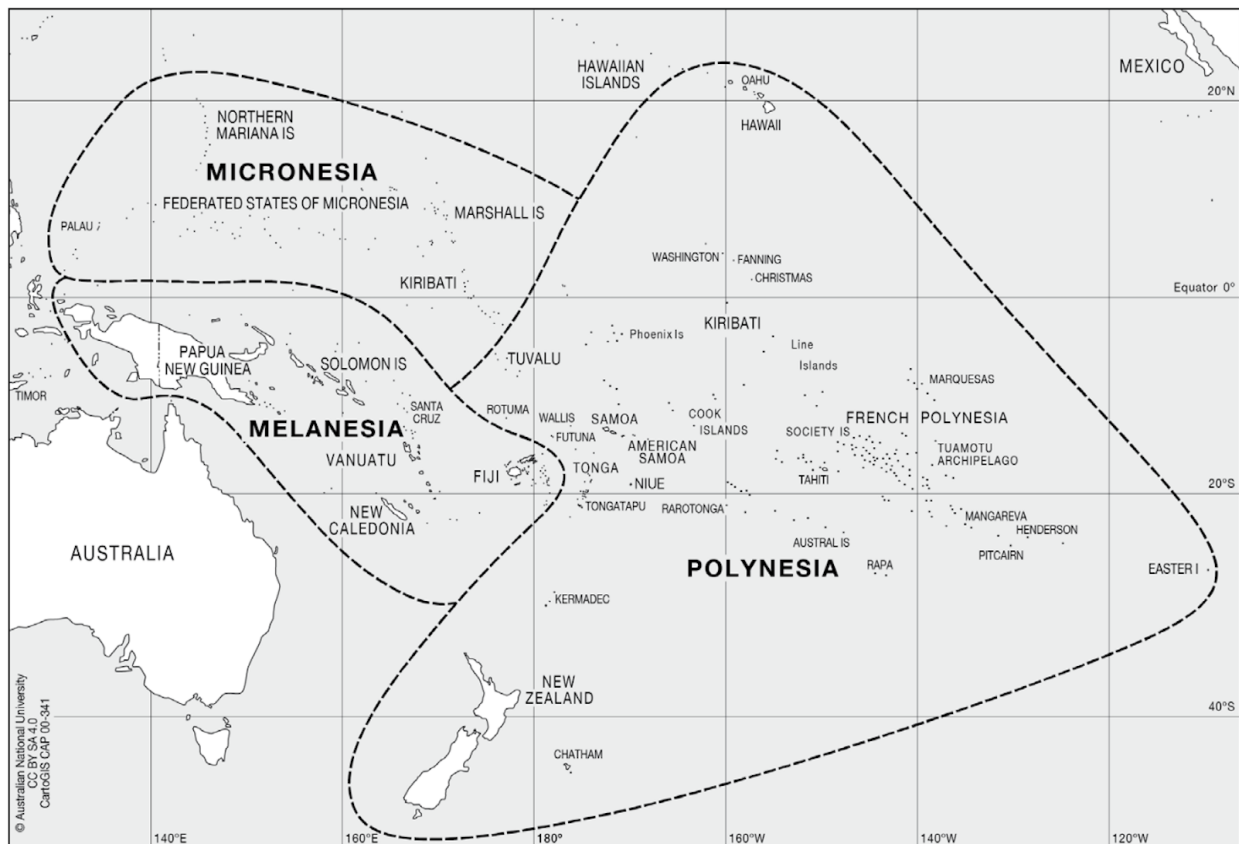 HAWAIIAN
ISLANDS
OAHU
HAWAII
MEXICO
20°N
NORTHERN
MARIANA IS
MICRONESIA
FEDERATED STATES OF MICRONESIA
MARSHALL IS
PALAU
KIRIBATI
WASHINGTON
FANNING
CHRISTMAS
Equator 0°
KIRIBATI
Phoenix Is
Line
Islands
PAPUA
NEW GUINEA
SOLOMON IS
TUVALU
TIMOR
MARQUESAS
SANTA
CRUZ
ROTUMA
WALLIS
SAMOA
COOK
ISLANDS
FRENCH POLYNESIA
MELANESIA
FUTUNA
AMERICAN
SAMOA
SOCIETY IS
TUAMOTU
ARCHIPELAGO
VANUATU
FIJI
TONGA
NIUE
TAHITI
20°S
TONGATAPU
RAROTONGA
NEW
CALEDONIA
MANGAREVA
HENDERSON
AUSTRAL IS
PITCAIRN
AUSTRALIA
POLYNESIA
RAPA
EASTER I
KERMADEC
NEW
ZEALAND
40°S
CHATHAM
© Australian National University
CC BY SA 4.0
CartoGIS CAP 00-341
140°E
160°E
180°
160°W
140°W
120°W